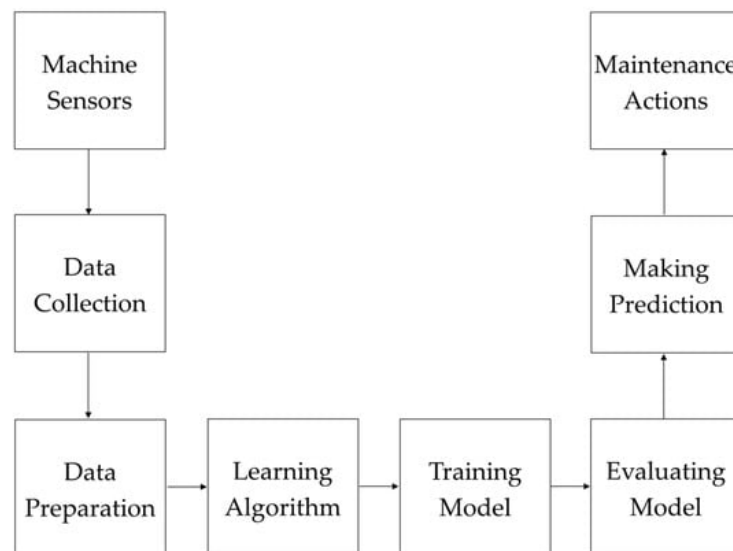 Machine
Sensors
Maintenance
Actions
Data
Collection
Making
Prediction
Data
Preparation
Learning
Algorithm
Training
Model
Evaluating
Model